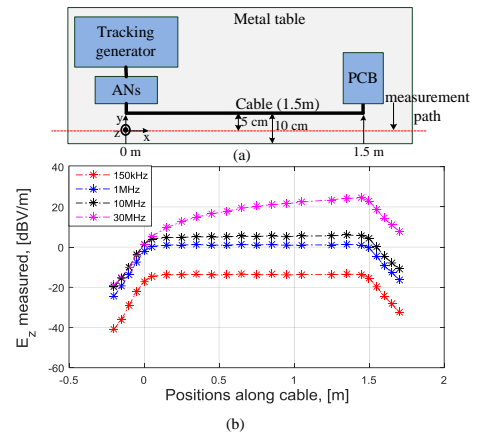 Metal table
Tracking
generator
ANs
PCB
Cable (1.5m)
measurement
path
5 cm
10 cm
y
z
x
0 m
1.5 m
(a)
150kHz
1MHz
10MHz
30MHz
40
20
0
-20
-40
-60
E_z measured, [dBV/m]
-0.5
0
0.5
1
1.5
2
Positions along cable, [m]
(b)